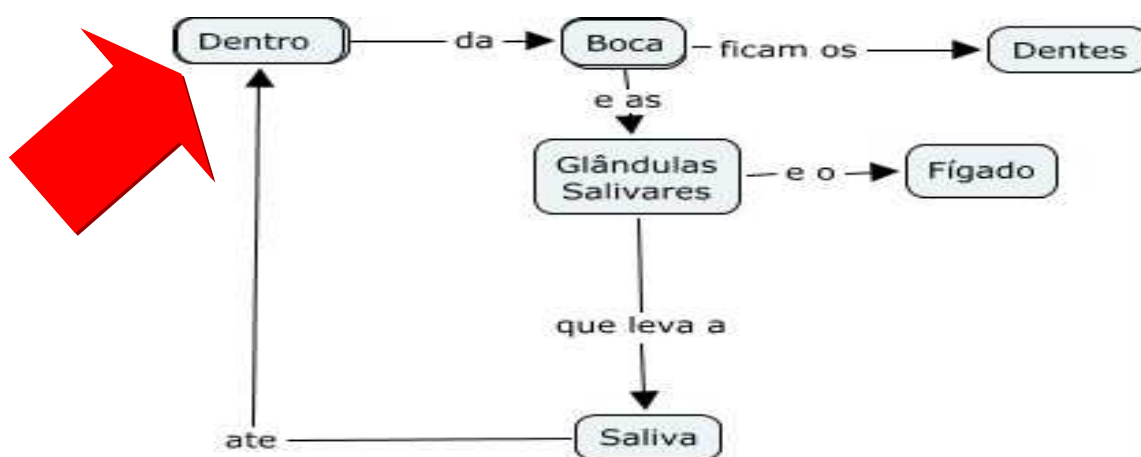 Dentro
da
Boca
ficam os
Dentes
e as
Glândulas
Salivares
e o
Fígado
que leva a
Saliva
ate